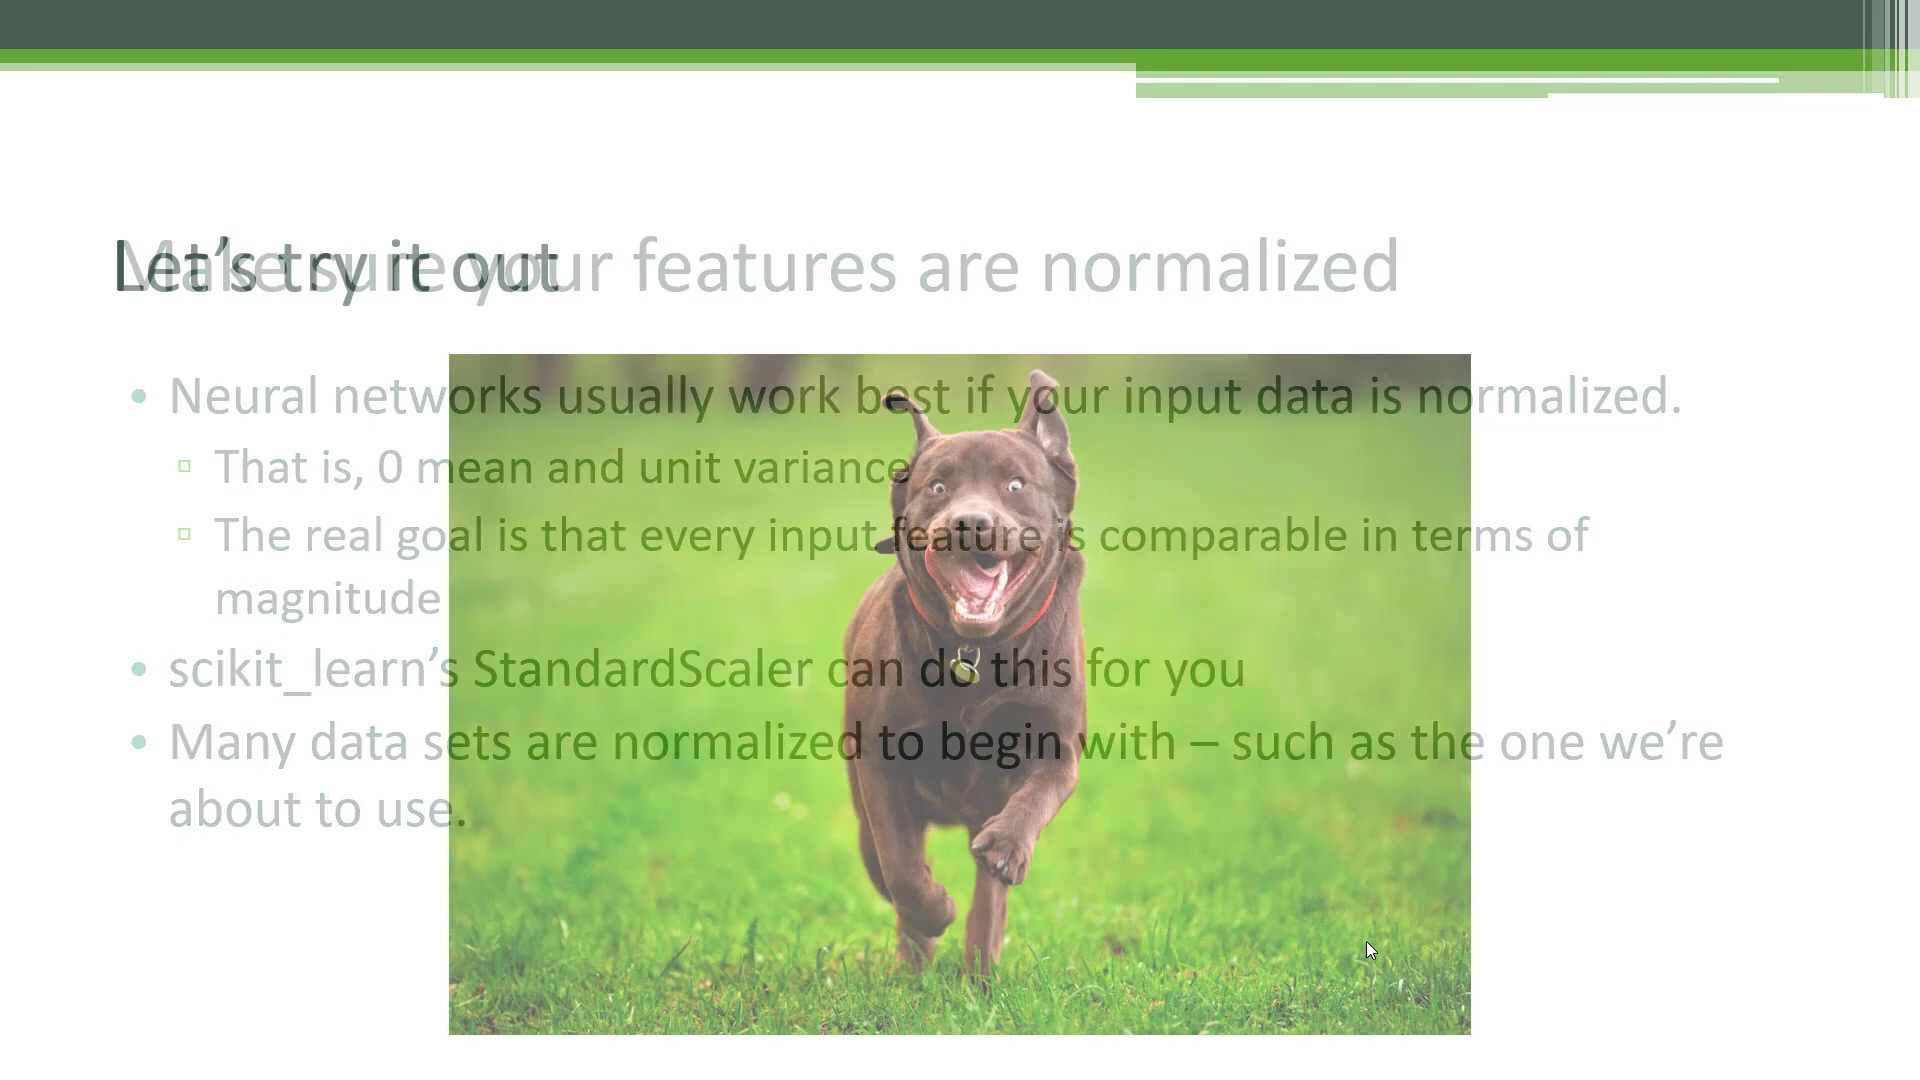 Let's try it out
Make sure your features are normalized
• Neural networks usually work best if your input data is normalized.
▫ That is, 0 mean and unit variance
▫ The real goal is that every input feature is comparable in terms of
magnitude
• scikit_learn’s StandardScaler can do this for you
• Many data sets are normalized to begin with – such as the one we’re
about to use.